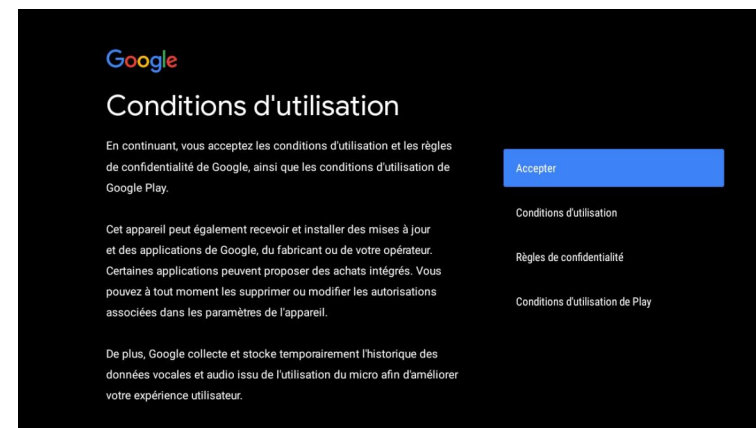 Google
Conditions d'utilisation
En continuant, vous acceptez les conditions d'utilisation et les règles
de confidentialité de Google, ainsi que les conditions d'utilisation de
Google Play.
Cet appareil peut également recevoir et installer des mises à jour
et des applications de Google, du fabricant ou de votre opérateur.
Certaines applications peuvent proposer des achats intégrés. Vous
pouvez à tout moment les supprimer ou modifier les autorisations
associées dans les paramètres de l'appareil.
De plus, Google collecte et stocke temporairement l'historique des
données vocales et audio issu de l'utilisation du micro afin d'améliorer
votre expérience utilisateur.
Accepter
Conditions d'utilisation
Règles de confidentialité
Conditions d'utilisation de Play